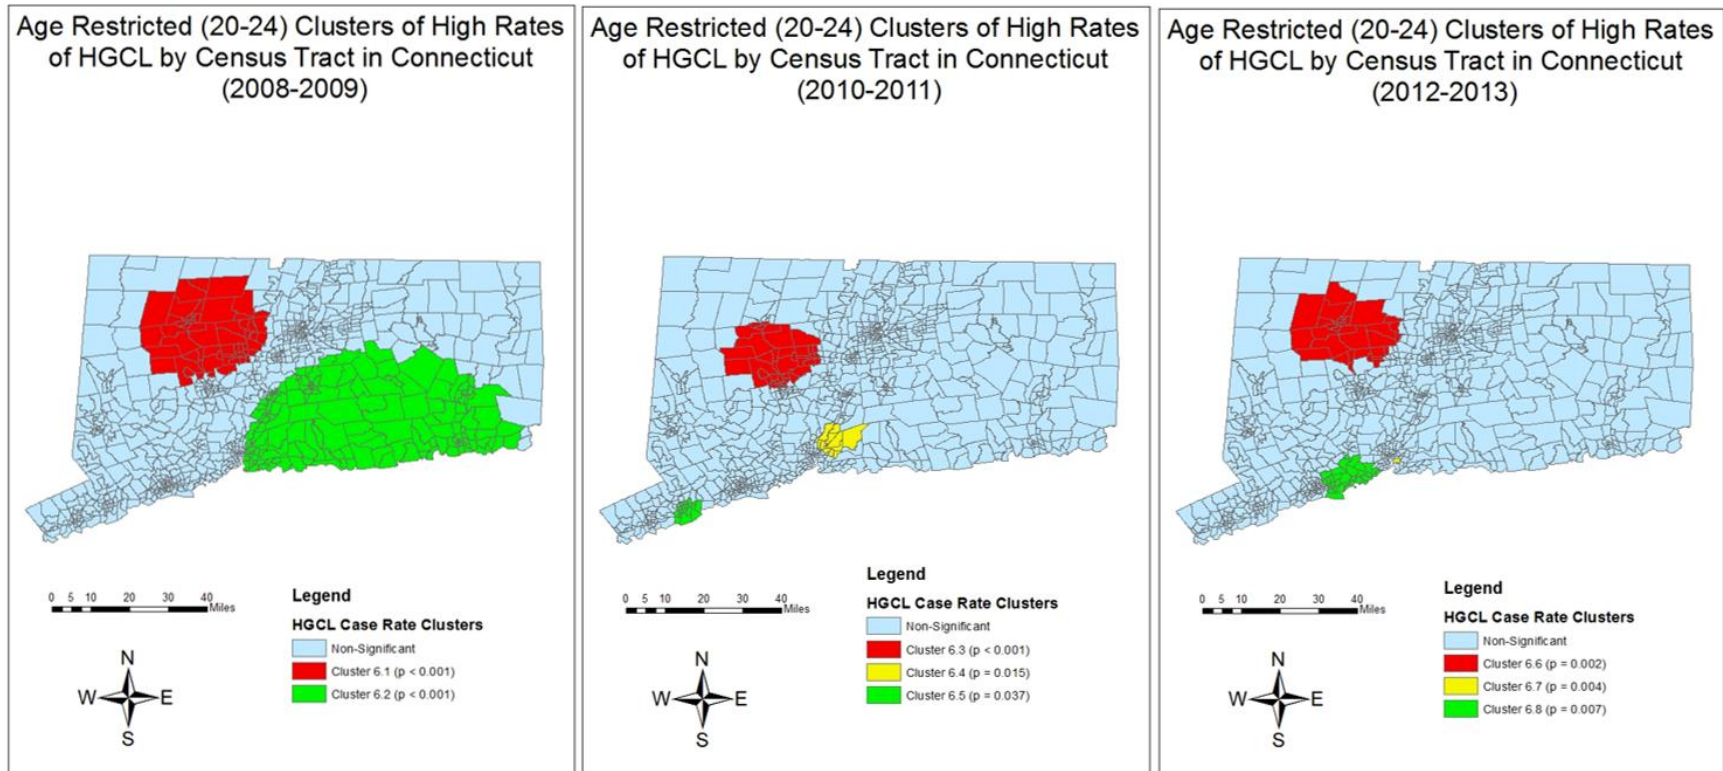 Age Restricted (20-24) Clusters of High Rates
of HGCL by Census Tract in Connecticut
(2008-2009)
0 5 10 20 30 40
Miles
Legend
HGCL Case Rate Clusters
Non-Significant
Cluster 6.1 (p < 0.001)
Cluster 6.2 (p < 0.001)
N
W E
S
Age Restricted (20-24) Clusters of High Rates
of HGCL by Census Tract in Connecticut
(2010-2011)
0 5 10 20 30 40
Miles
Legend
HGCL Case Rate Clusters
Non-Significant
Cluster 6.3 (p < 0.001)
Cluster 6.4 (p = 0.015)
Cluster 6.5 (p = 0.037)
N
W E
S
Age Restricted (20-24) Clusters of High Rates
of HGCL by Census Tract in Connecticut
(2012-2013)
0 5 10 20 30 40
Miles
Legend
HGCL Case Rate Clusters
Non-Significant
Cluster 6.6 (p = 0.002)
Cluster 6.7 (p = 0.004)
Cluster 6.8 (p = 0.007)
N
W E
S